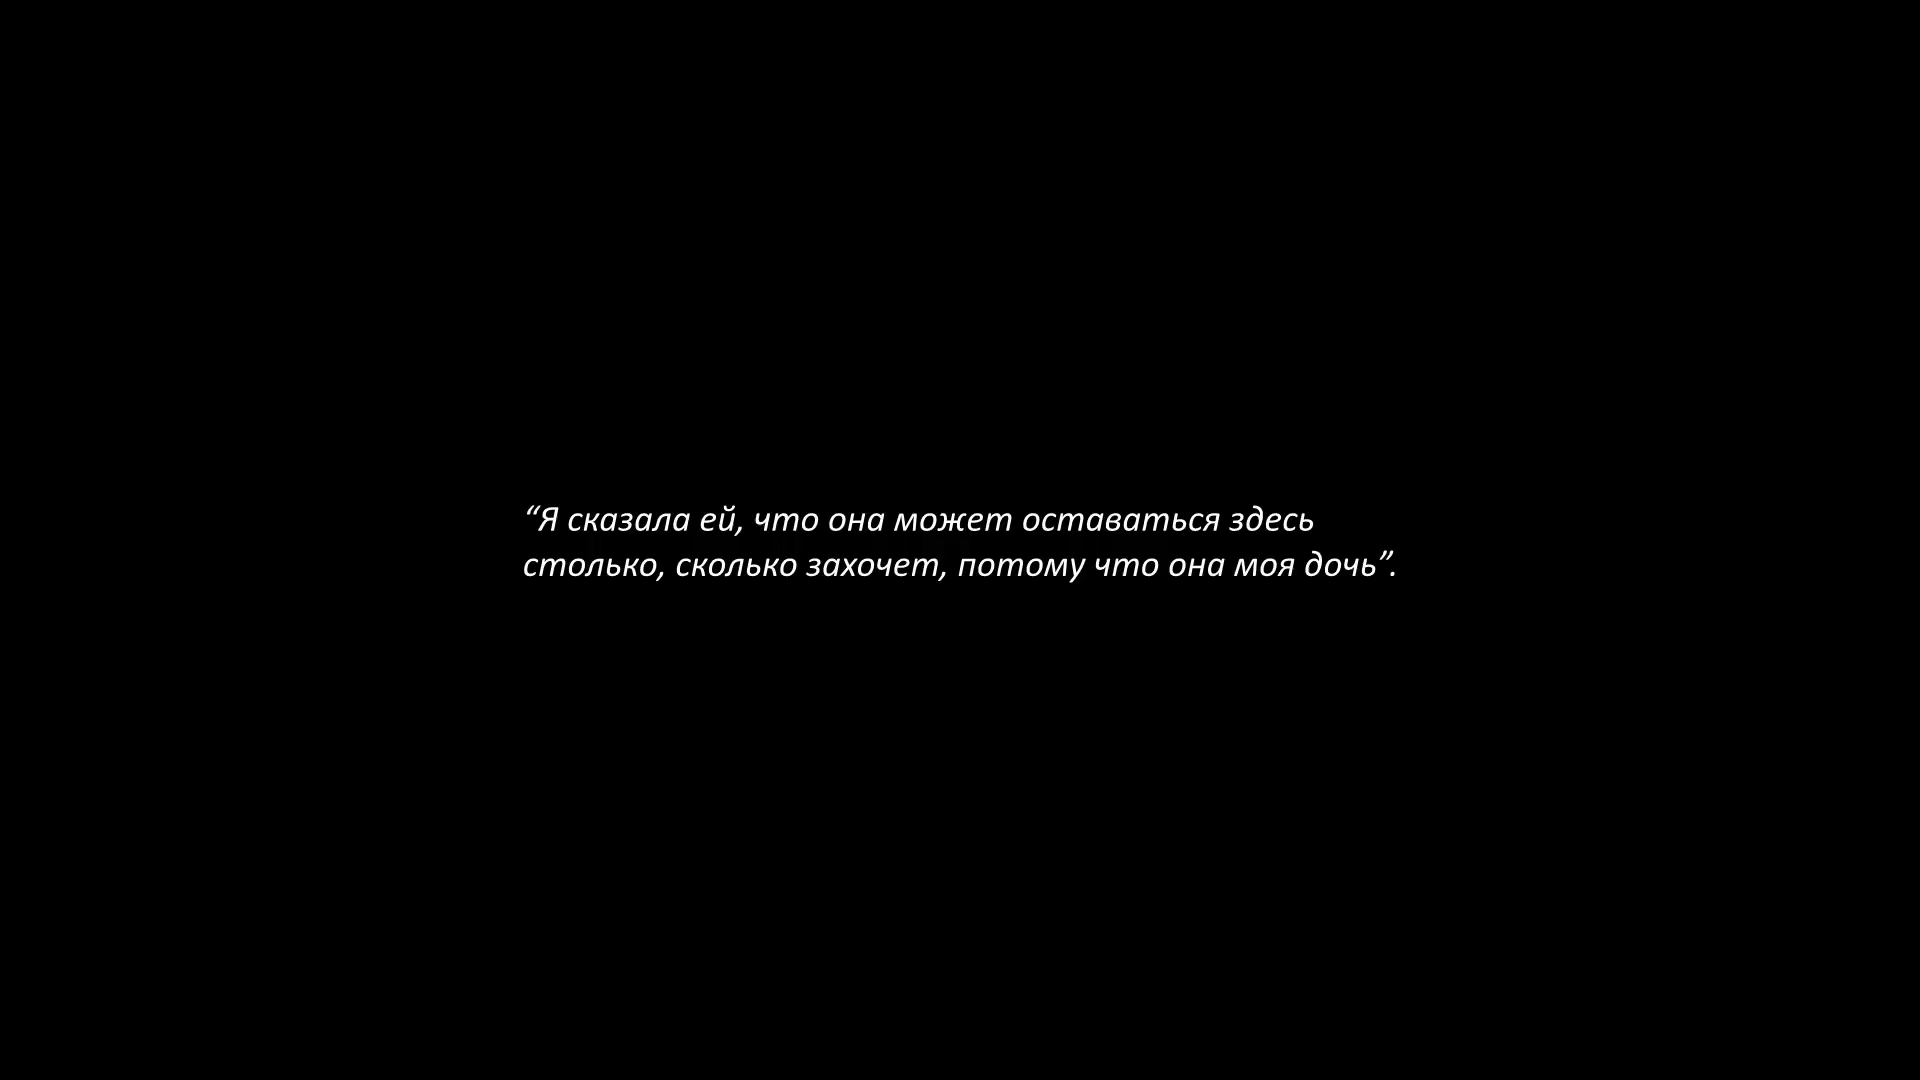 “Я сказала ей, что она может оставаться здесь
столько, сколько захочет, потому что она моя дочь”.